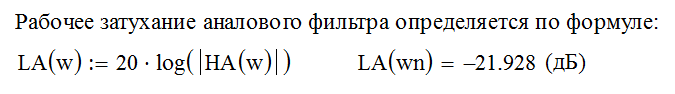 Рабочее затухание аналового фильтра определяется по формуле:
LA(w) := 20 · log(|HA(w)|) LA(wn) = −21.928 (дБ)